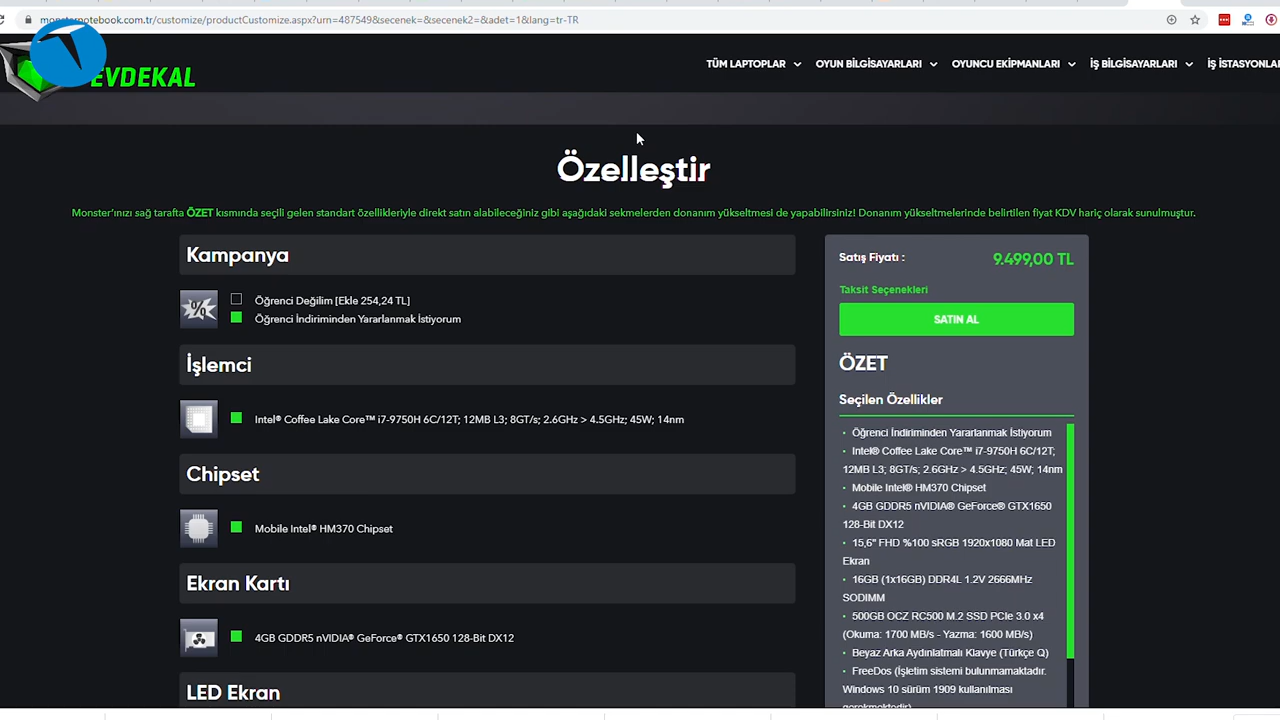 monsternotebook.com.tr/customize/productCustomize.aspx?urn=487549&secenek=&secenek2=&adet=1&lang=tr-TR
EVDEKAL
TÜM LAPTOPLAR
OYUN BİLGİSAYARLARI
OYUNCU EKİPMANLARI
İŞ BİLGİSAYARLARI
İŞ İSTASYONLAR
Özelleştir
Monster'ınızı sağ tarafta ÖZET kısmında seçili gelen standart özellikleriyle direkt satın alabileceğiniz gibi aşağıdaki sekmelerden donanım yükseltmesi de yapabilirsiniz! Donanım yükseltmelerinde belirtilen fiyat KDV hariç olarak sunulmuştur.
Kampanya
Öğrenci Değilim [Ekle 254,24 TL]
Öğrenci İndiriminden Yararlanmak İstiyorum
İşlemci
Intel® Coffee Lake Core™ i7-9750H 6C/12T; 12MB L3; 8GT/s; 2.6GHz > 4.5GHz; 45W; 14nm
Chipset
Mobile Intel® HM370 Chipset
Ekran Kartı
4GB GDDR5 nVIDIA® GeForce® GTX1650 128-Bit DX12
LED Ekran
Satış Fiyatı :
9.499,00 TL
Taksit Seçenekleri
SATIN AL
ÖZET
Seçilen Özellikler
• Öğrenci İndiriminden Yararlanmak İstiyorum
• Intel® Coffee Lake Core™ i7-9750H 6C/12T;
12MB L3; 8GT/s; 2.6GHz > 4.5GHz; 45W; 14nm
• Mobile Intel® HM370 Chipset
• 4GB GDDR5 nVIDIA® GeForce® GTX1650
128-Bit DX12
• 15,6" FHD %100 sRGB 1920x1080 Mat LED
Ekran
• 16GB (1x16GB) DDR4L 1.2V 2666MHz
SODIMM
• 500GB OCZ RC500 M.2 SSD PCIe 3.0 x4
(Okuma: 1700 MB/s - Yazma: 1600 MB/s)
• Beyaz Arka Aydınlatmalı Klavye (Türkçe Q)
• FreeDos (İşletim sistemi bulunmamaktadır.
Windows 10 sürüm 1909 kullanılması
gerekmektedir)